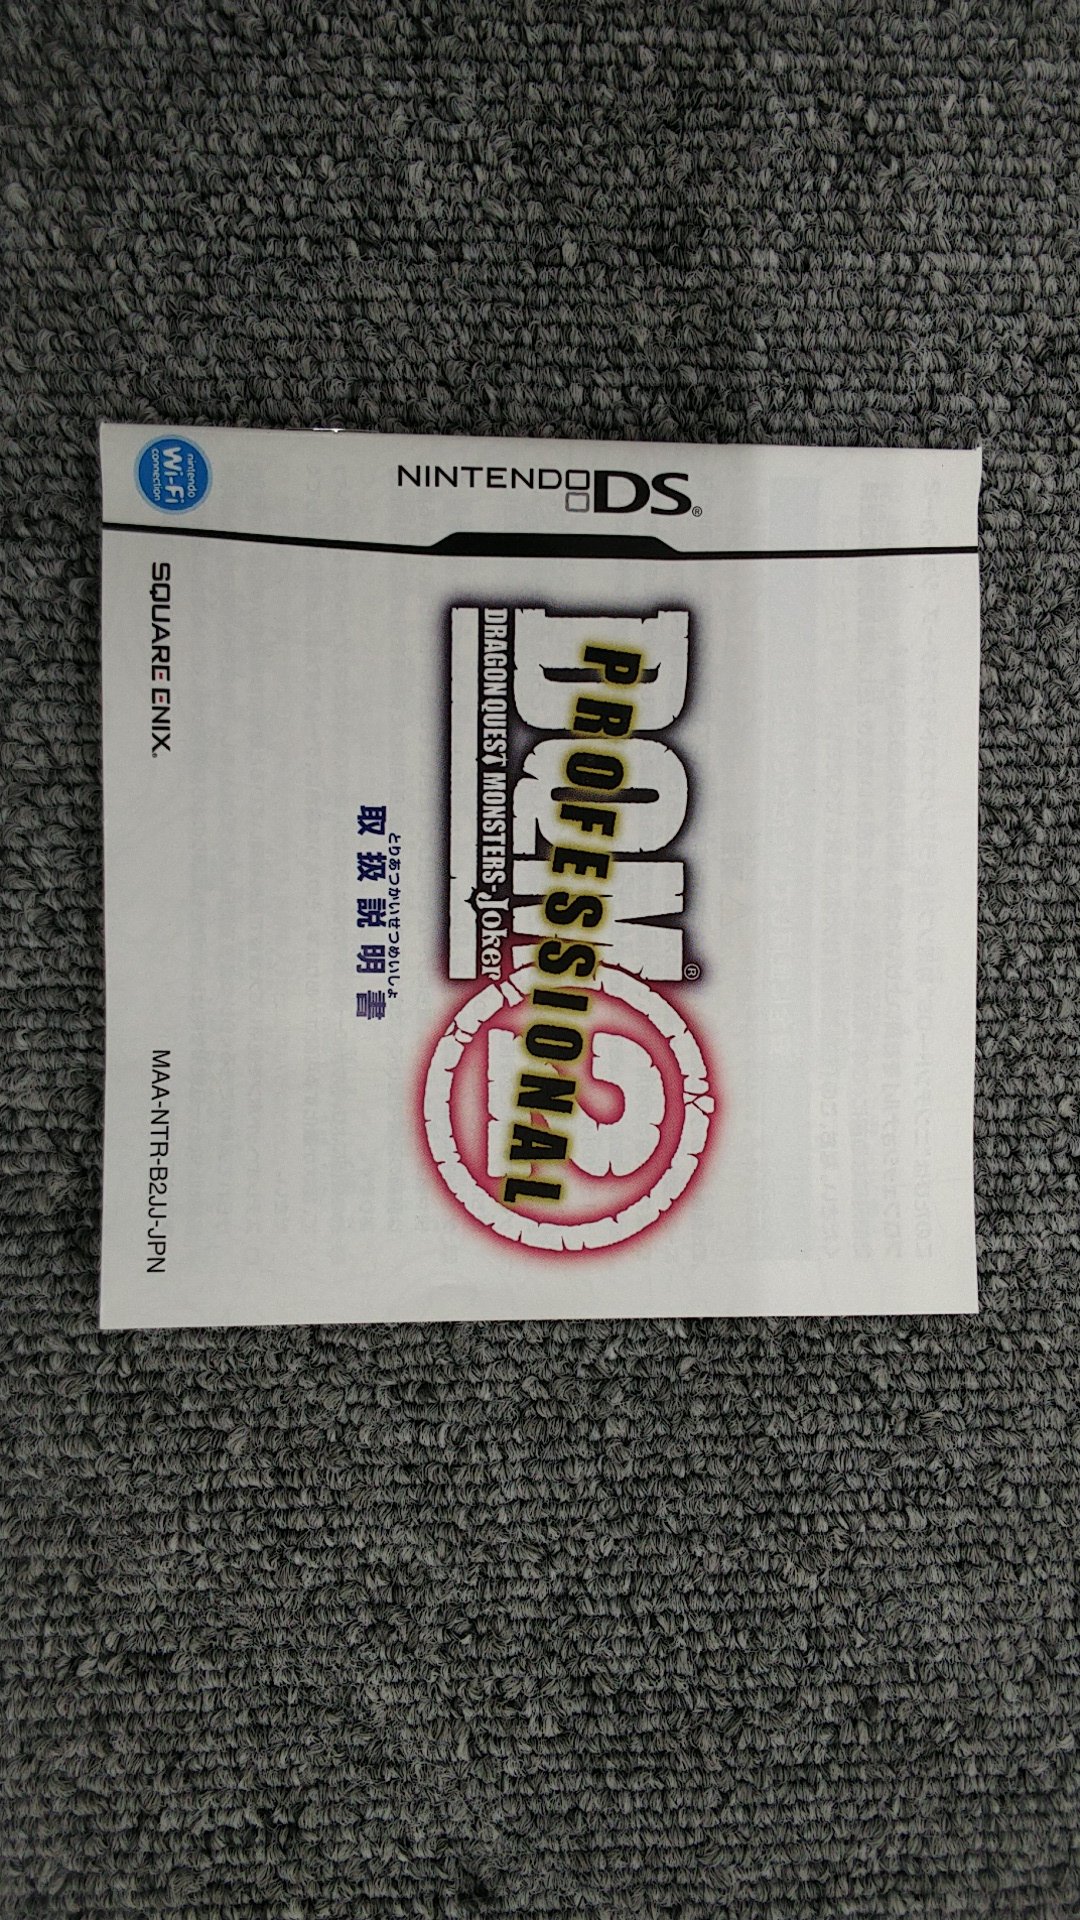 NINTENDO DS®
DQM®
DRAGON QUEST MONSTERS-Joker
2
PROFESSIONAL
とりあつかいせつめいしょ
取扱説明書
nintendo
Wi-Fi
connection
SQUARE ENIX.
MAA-NTR-B2JJ-JPN